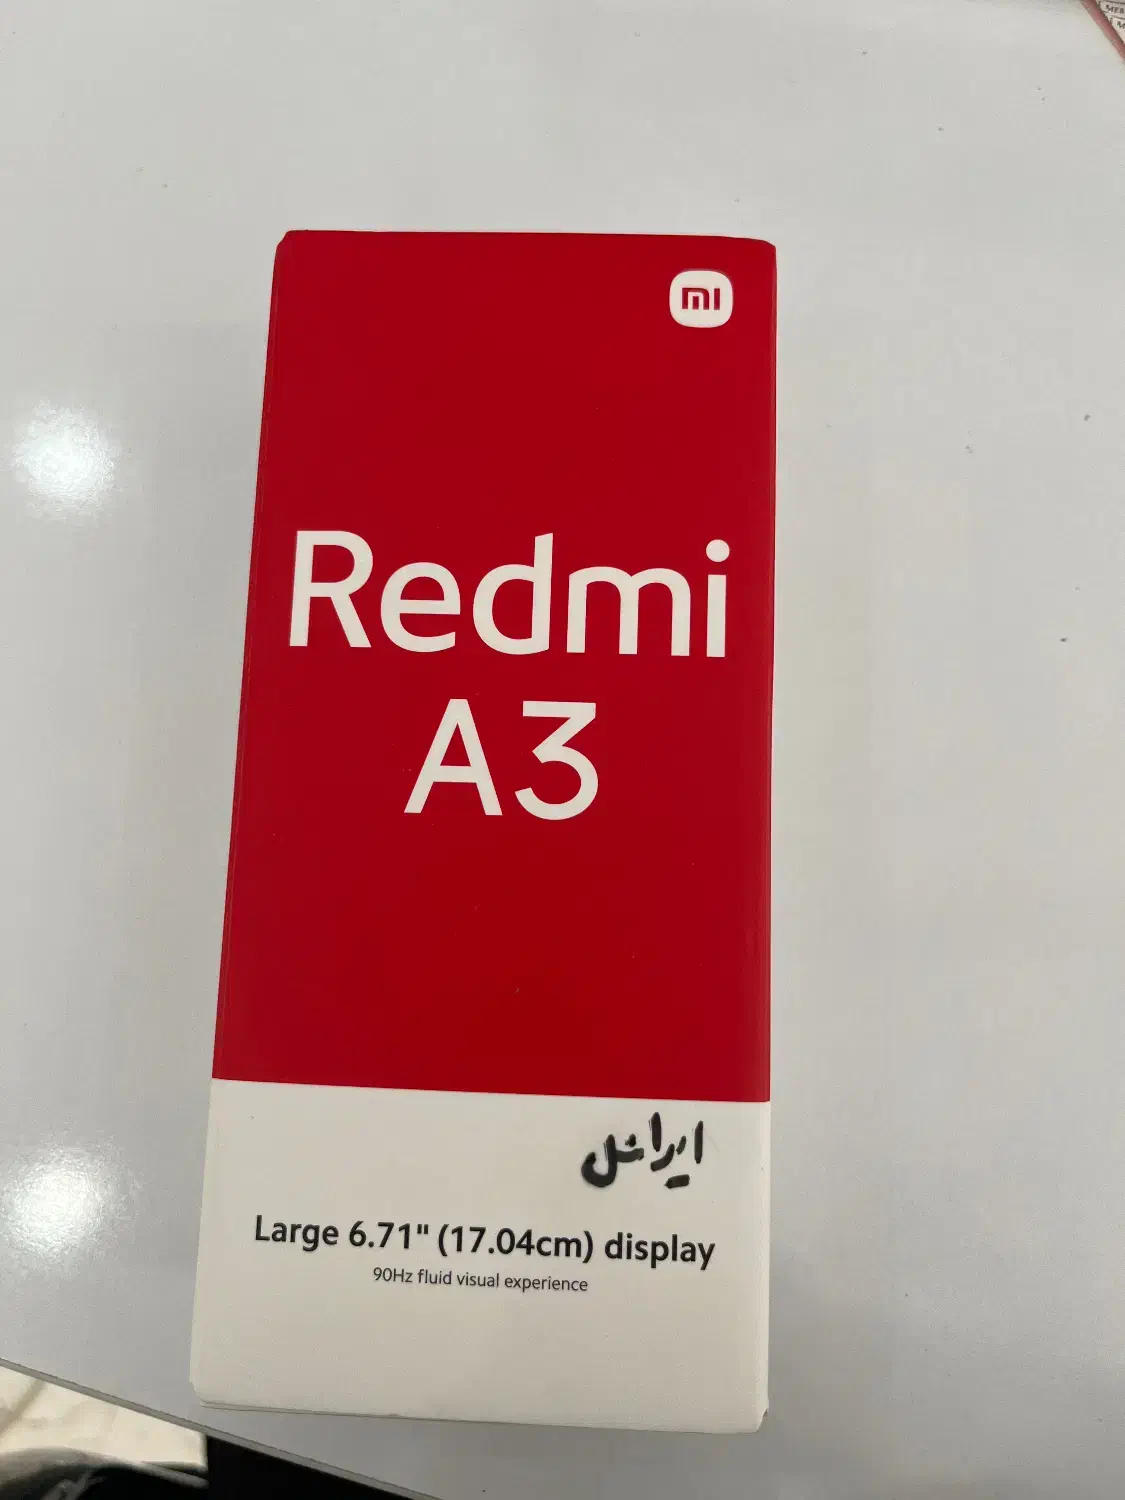 mi
Redmi
A3
ایرانسل
Large 6.71" (17.04cm) display
90Hz fluid visual experience